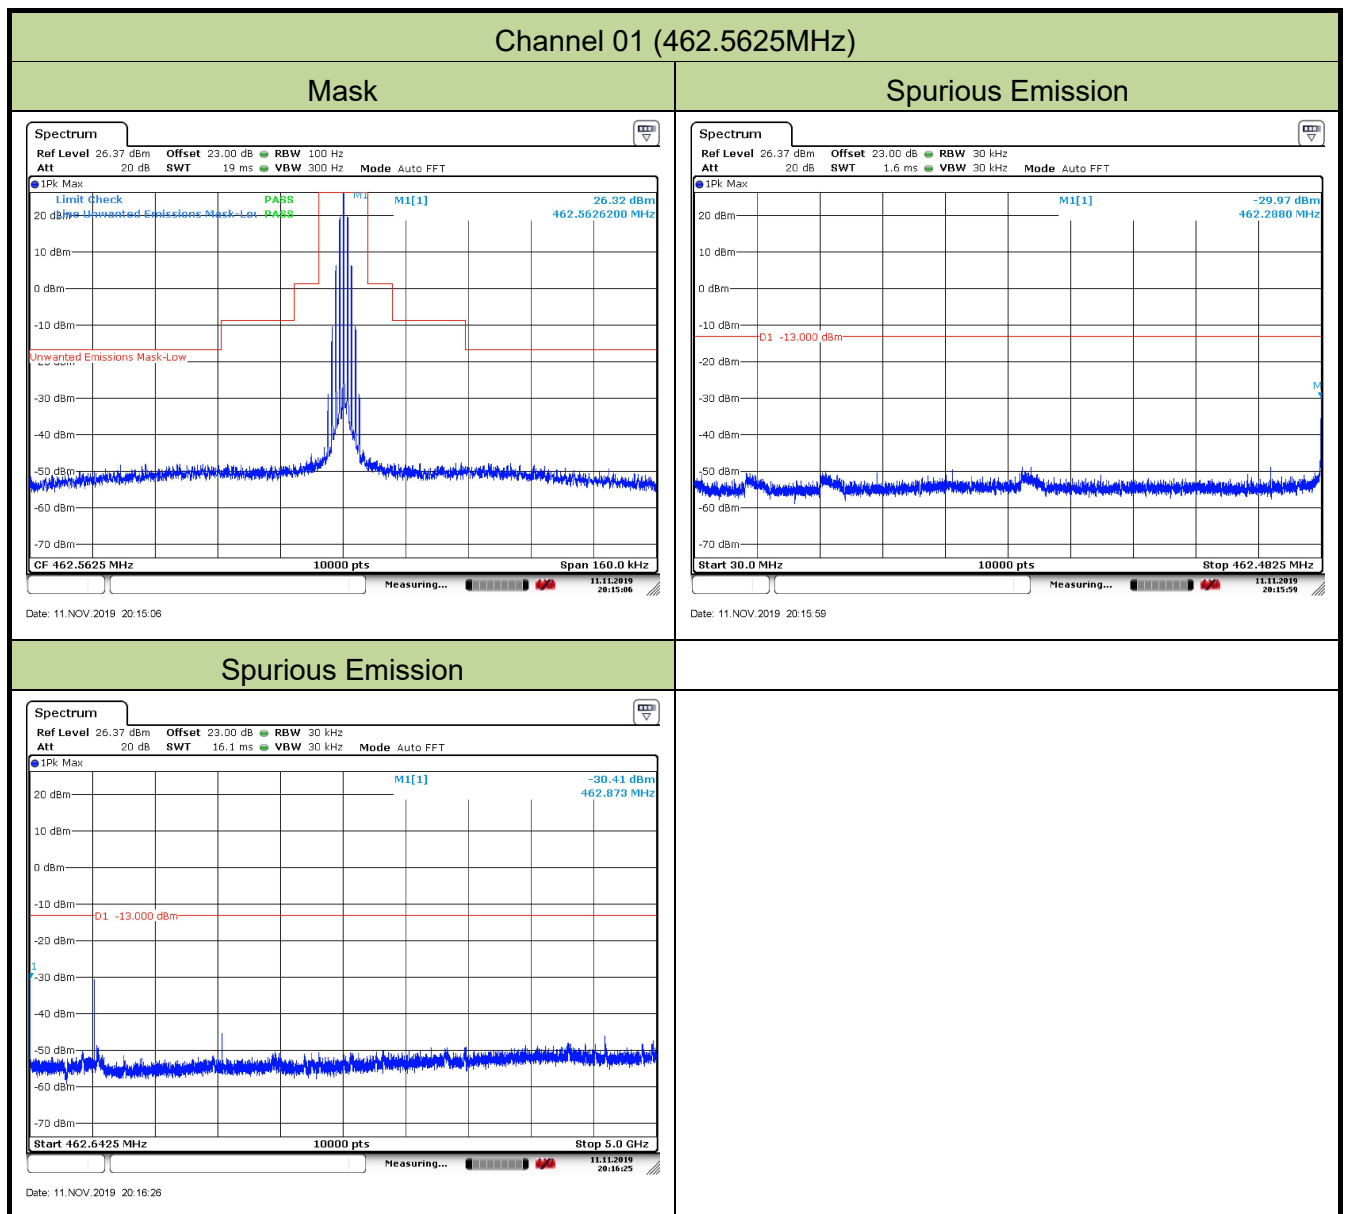 Channel 01 (462.5625MHz)
Mask
Spurious Emission
Spectrum
Ref Level 26.37 dBm Offset 23.00 dB RBW 100 Hz
Att 20 dB SWT 19 ms VBW 300 Hz Mode Auto FFT
1Pk Max
Limit Check PASS
M1
M1[1] 26.32 dBm
20 dBm
Unwanted Emissions Mask-Lo PASS
462.5626200 MHz
10 dBm
0 dBm
-10 dBm
Unwanted Emissions Mask-Low
-30 dBm
-40 dBm
-50 dBm
-60 dBm
-70 dBm
CF 462.5625 MHz 10000 pts Span 160.0 kHz
Measuring... 11.11.2019
20:15:06
Date: 11.NOV.2019 20:15:06
Spectrum
Ref Level 26.37 dBm Offset 23.00 dB RBW 30 kHz
Att 20 dB SWT 1.6 ms VBW 30 kHz Mode Auto FFT
1Pk Max
M1[1] -29.97 dBm
20 dBm
462.2880 MHz
10 dBm
0 dBm
-10 dBm
D1 -13.000 dBm
-20 dBm
-30 dBm
M
-40 dBm
-50 dBm
-60 dBm
-70 dBm
Start 30.0 MHz 10000 pts Stop 462.4825 MHz
Measuring... 11.11.2019
20:15:59
Date: 11.NOV.2019 20:15:59
Spurious Emission
Spectrum
Ref Level 26.37 dBm Offset 23.00 dB RBW 30 kHz
Att 20 dB SWT 16.1 ms VBW 30 kHz Mode Auto FFT
1Pk Max
M1[1] -30.41 dBm
20 dBm
462.873 MHz
10 dBm
0 dBm
-10 dBm
D1 -13.000 dBm
-20 dBm
1
-30 dBm
-40 dBm
-50 dBm
-60 dBm
-70 dBm
Start 462.6425 MHz 10000 pts Stop 5.0 GHz
Measuring... 11.11.2019
20:16:25
Date: 11.NOV.2019 20:16:26